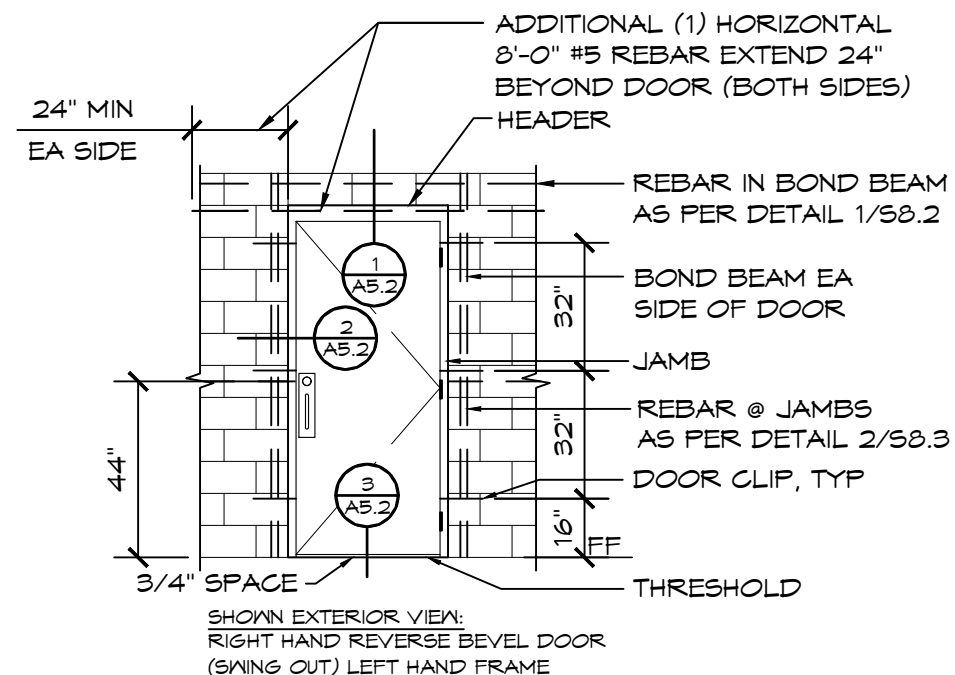 ADDITIONAL (1) HORIZONTAL
8'-0" #5 REBAR EXTEND 24"
BEYOND DOOR (BOTH SIDES)
HEADER
24" MIN
EA SIDE
REBAR IN BOND BEAM
AS PER DETAIL 1/S8.2
1
A5.2
BOND BEAM EA
SIDE OF DOOR
32"
2
A5.2
JAMB
REBAR @ JAMBS
AS PER DETAIL 2/S8.3
32"
44"
DOOR CLIP, TYP
3
A5.2
16"
FF
3/4" SPACE
THRESHOLD
SHOWN EXTERIOR VIEW:
RIGHT HAND REVERSE BEVEL DOOR
(SWING OUT) LEFT HAND FRAME